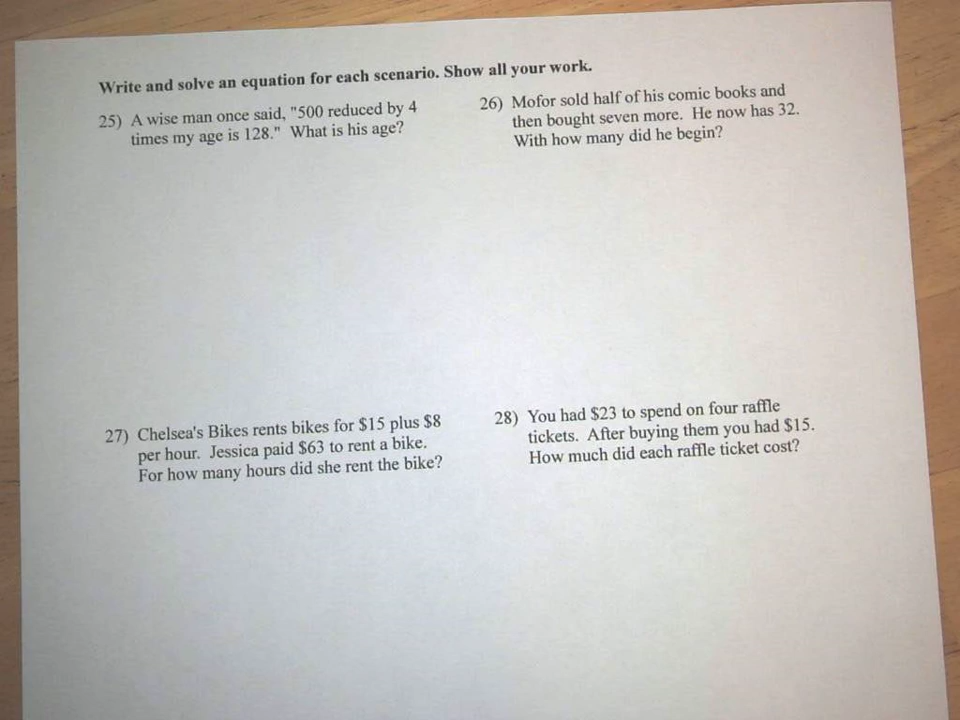 Write and solve an equation for each scenario. Show all your work.
25) A wise man once said, "500 reduced by 4
times my age is 128." What is his age?
26) Mofor sold half of his comic books and
then bought seven more. He now has 32.
With how many did he begin?
27) Chelsea's Bikes rents bikes for $15 plus $8
per hour. Jessica paid $63 to rent a bike.
For how many hours did she rent the bike?
28) You had $23 to spend on four raffle
tickets. After buying them you had $15.
How much did each raffle ticket cost?